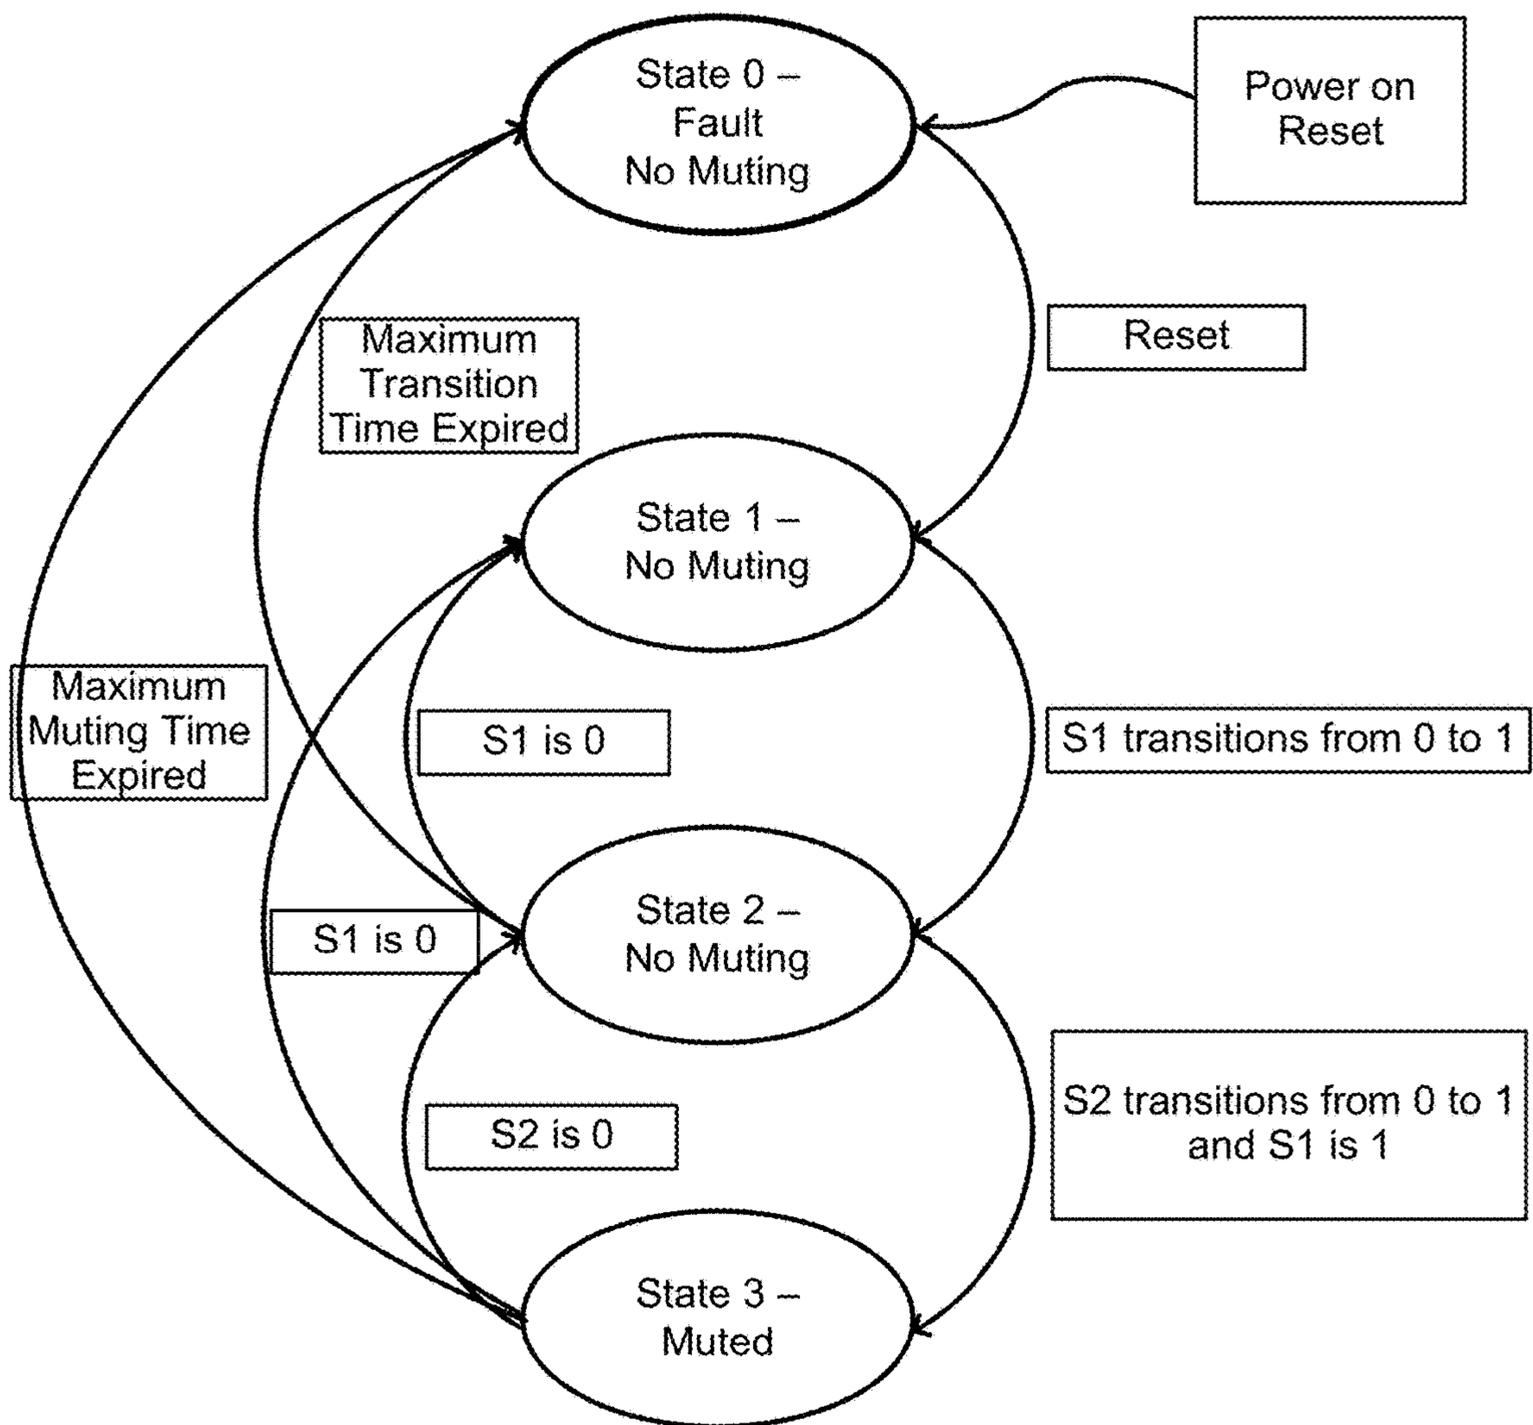 State 0 –
Fault
No Muting
Power on
Reset
Reset
Maximum
Transition
Time Expired
State 1 –
No Muting
Maximum
Muting Time
Expired
S1 is 0
S1 transitions from 0 to 1
State 2 –
No Muting
S1 is 0
S2 transitions from 0 to 1
and S1 is 1
S2 is 0
State 3 –
Muted